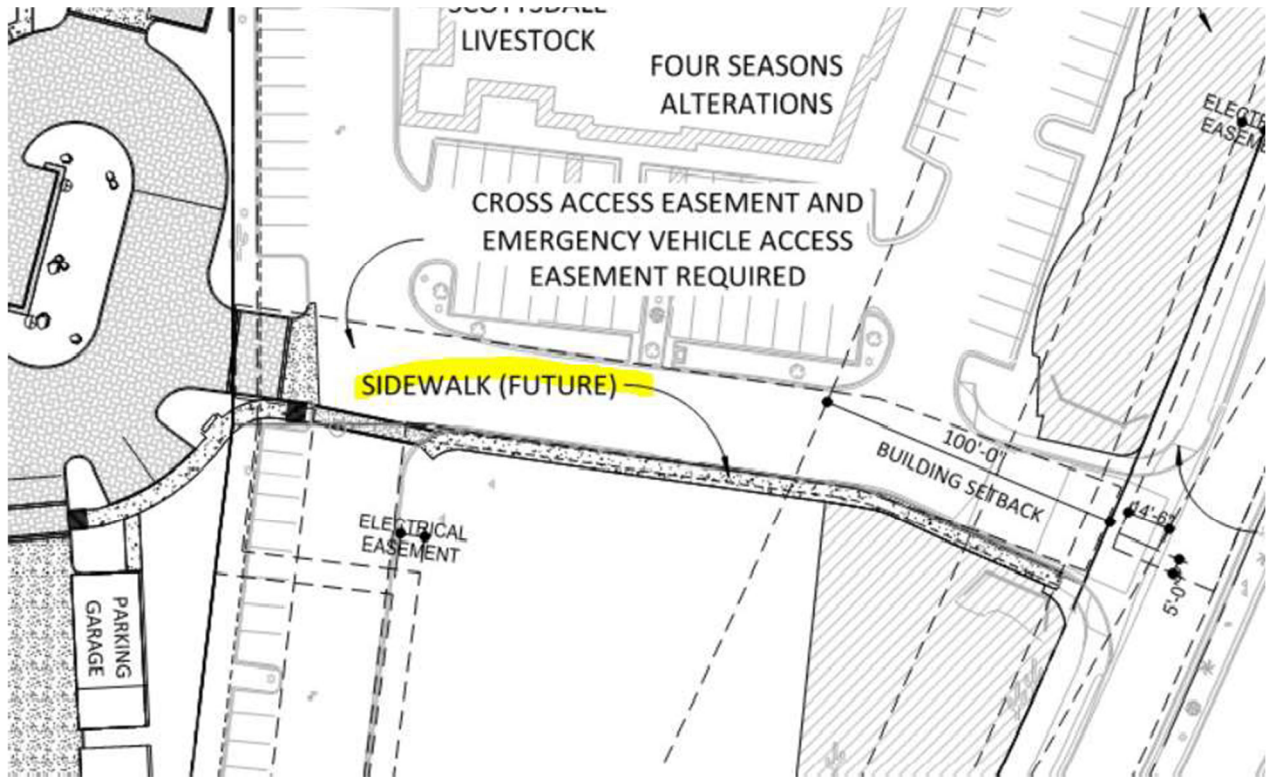 SCOTTSDALE
LIVESTOCK
FOUR SEASONS
ALTERATIONS
CROSS ACCESS EASEMENT AND
EMERGENCY VEHICLE ACCESS
EASEMENT REQUIRED
SIDEWALK (FUTURE)
100'-0"
BUILDING SETBACK
14'-6"
5'-0"
ELECTRICAL
EASEMENT
PARKING
GARAGE